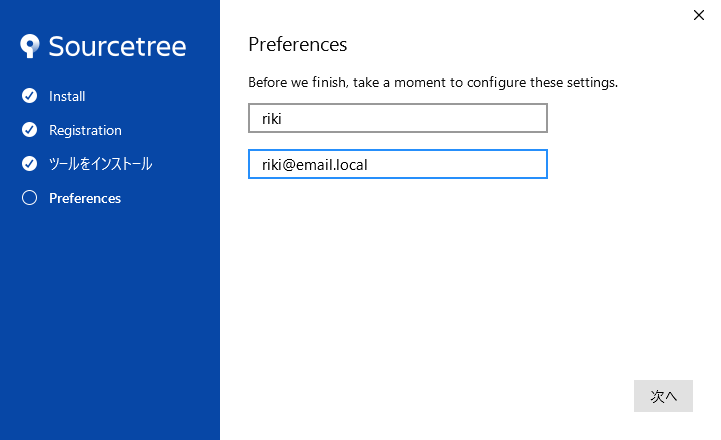 Sourcetree
Install
Registration
ツールをインストール
Preferences
Preferences
Before we finish, take a moment to configure these settings.
riki
riki@email.local
次へ